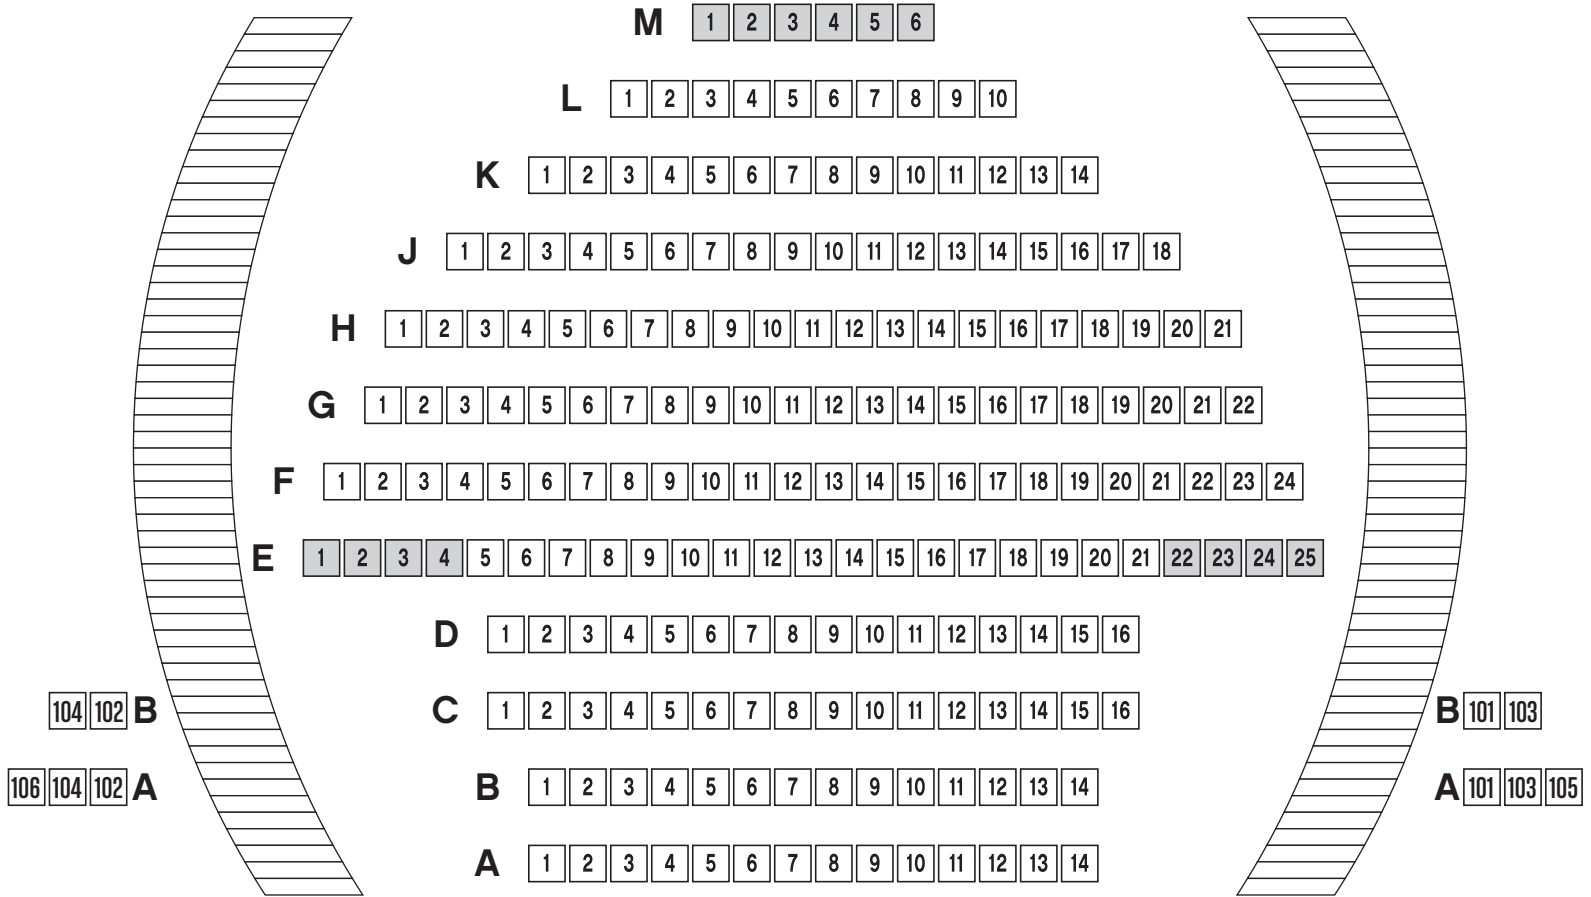 M 1 2 3 4 5 6
L 1 2 3 4 5 6 7 8 9 10
K 1 2 3 4 5 6 7 8 9 10 11 12 13 14
J 1 2 3 4 5 6 7 8 9 10 11 12 13 14 15 16 17 18
H 1 2 3 4 5 6 7 8 9 10 11 12 13 14 15 16 17 18 19 20 21
G 1 2 3 4 5 6 7 8 9 10 11 12 13 14 15 16 17 18 19 20 21 22
F 1 2 3 4 5 6 7 8 9 10 11 12 13 14 15 16 17 18 19 20 21 22 23 24
E 1 2 3 4 5 6 7 8 9 10 11 12 13 14 15 16 17 18 19 20 21 22 23 24 25
D 1 2 3 4 5 6 7 8 9 10 11 12 13 14 15 16
104 102 B
C 1 2 3 4 5 6 7 8 9 10 11 12 13 14 15 16
B 101 103
106 104 102 A
B 1 2 3 4 5 6 7 8 9 10 11 12 13 14
A 101 103 105
A 1 2 3 4 5 6 7 8 9 10 11 12 13 14